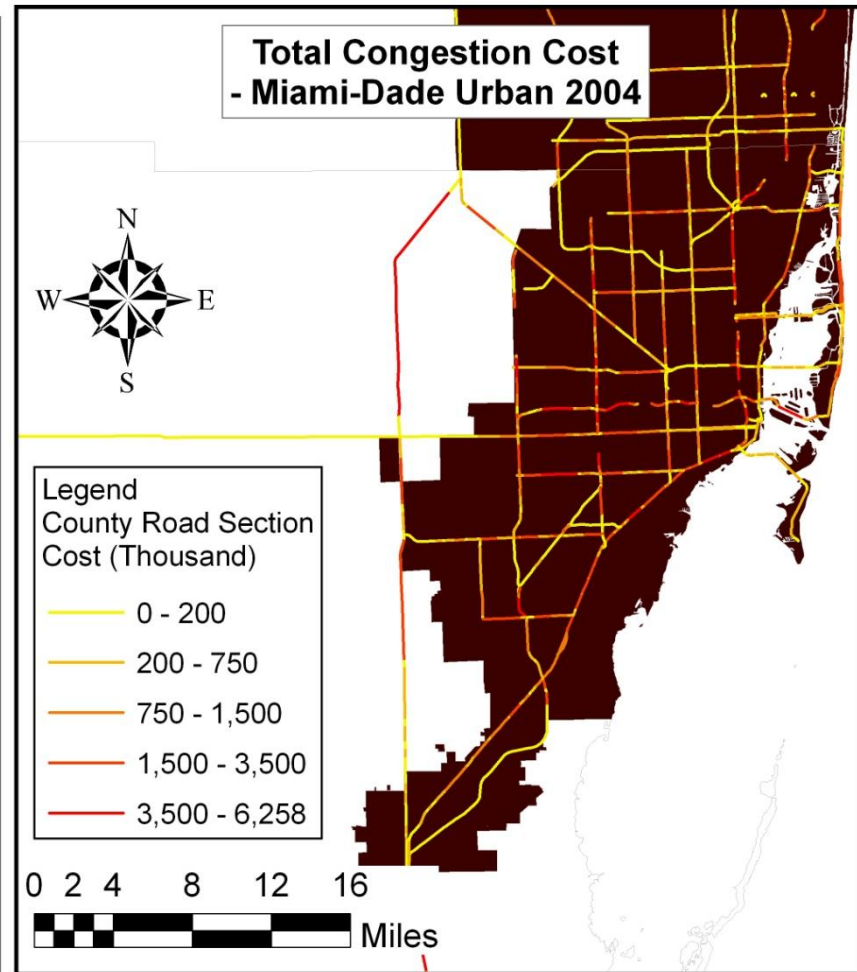 Total Congestion Cost
- Miami-Dade Urban 2004
N
W E
S
Legend
County Road Section
Cost (Thousand)
0 - 200
200 - 750
750 - 1,500
1,500 - 3,500
3,500 - 6,258
0 2 4 8 12 16
Miles